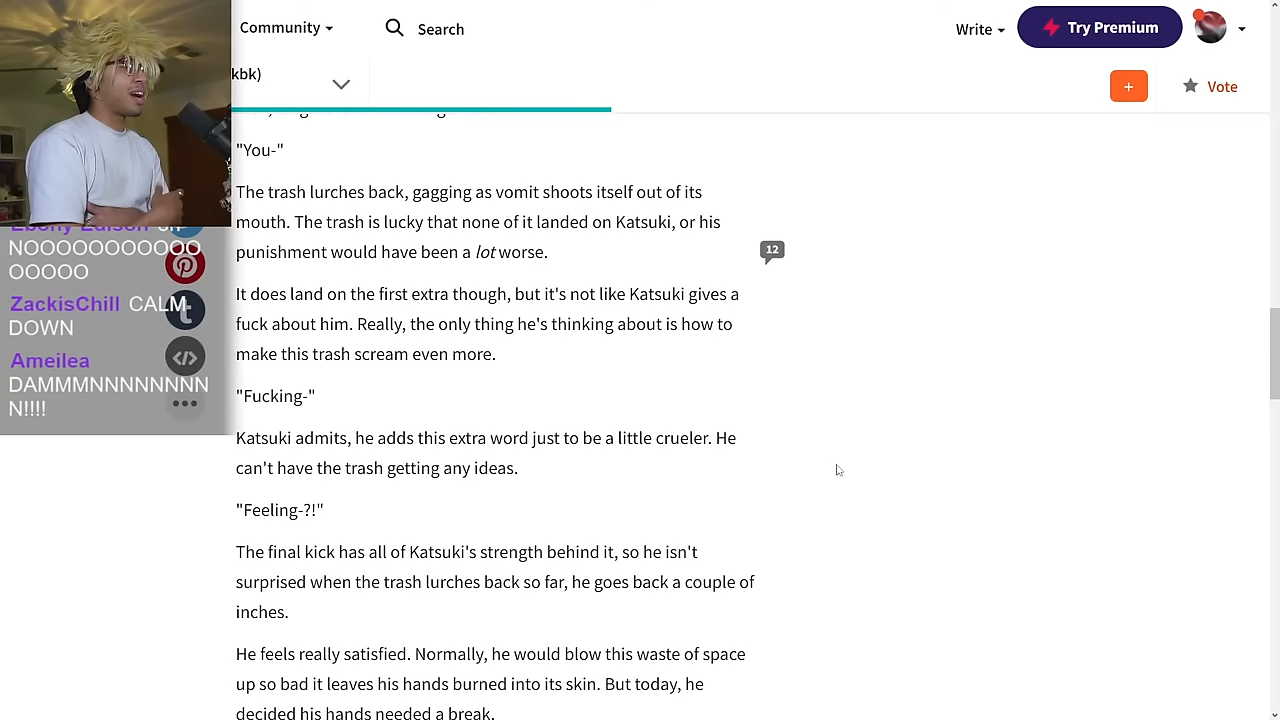 Community
Search
Write
Try Premium
kbk)
+
Vote
"You-"
The trash lurches back, gagging as vomit shoots itself out of its
mouth. The trash is lucky that none of it landed on Katsuki, or his
punishment would have been a lot worse.
12
It does land on the first extra though, but it's not like Katsuki gives a
fuck about him. Really, the only thing he's thinking about is how to
make this trash scream even more.
"Fucking-"
Katsuki admits, he adds this extra word just to be a little crueler. He
can't have the trash getting any ideas.
"Feeling-?!"
The final kick has all of Katsuki's strength behind it, so he isn't
surprised when the trash lurches back so far, he goes back a couple of
inches.
He feels really satisfied. Normally, he would blow this waste of space
up so bad it leaves his hands burned into its skin. But today, he
decided his hands needed a break.
Ebony Edison
NOOOOOOOOOOO
OOOOO
ZackisChill CALM
DOWN
Ameilea
DAMMMNNNNNNNN
N!!!!